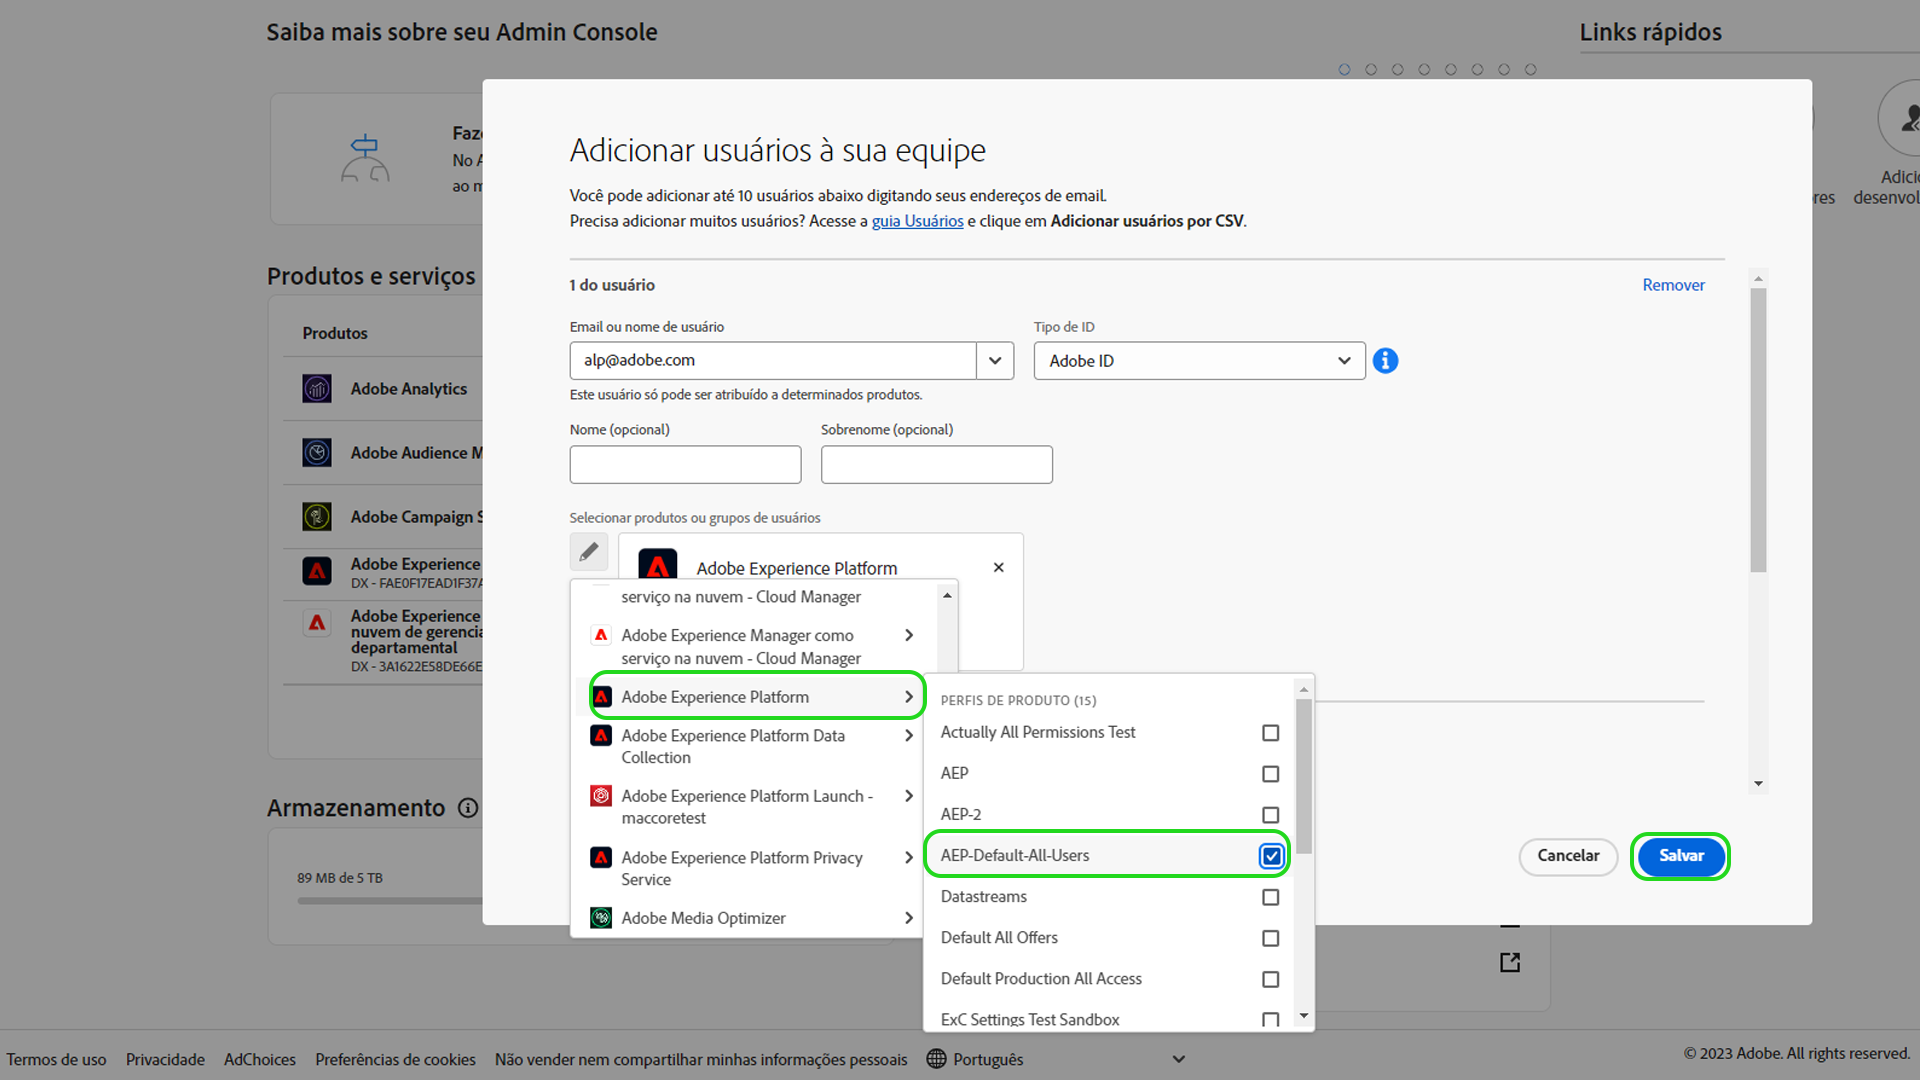 Saiba mais sobre seu Admin Console
Links rápidos
Faze
No A
ao m
Adicio
desenvol
res
Produtos e serviços
Produtos
Adobe Analytics
Adobe Audience M
Adobe Campaign S
Adobe Experience
DX - FAE0F17EAD1F37A
Adobe Experience
nuvem de gerencia
departamental
DX - 3A1622E58DE66E
Armazenamento
89 MB de 5 TB
Adicionar usuários à sua equipe
Você pode adicionar até 10 usuários abaixo digitando seus endereços de email.
Precisa adicionar muitos usuários? Acesse a guia Usuários e clique em Adicionar usuários por CSV.
1 do usuário
Remover
Email ou nome de usuário
Tipo de ID
alp@adobe.com
Adobe ID
Este usuário só pode ser atribuído a determinados produtos.
Nome (opcional)
Sobrenome (opcional)
Selecionar produtos ou grupos de usuários
Adobe Experience Platform
serviço na nuvem - Cloud Manager
Adobe Experience Manager como
serviço na nuvem - Cloud Manager
Adobe Experience Platform
Adobe Experience Platform Data
Collection
Adobe Experience Platform Launch -
maccoretest
Adobe Experience Platform Privacy
Service
Adobe Media Optimizer
PERFIS DE PRODUTO (15)
Actually All Permissions Test
AEP
AEP-2
AEP-Default-All-Users
Datastreams
Default All Offers
Default Production All Access
ExC Settings Test Sandbox
Cancelar
Salvar
Termos de uso
Privacidade
AdChoices
Preferências de cookies
Não vender nem compartilhar minhas informações pessoais
Português
© 2023 Adobe. All rights reserved.